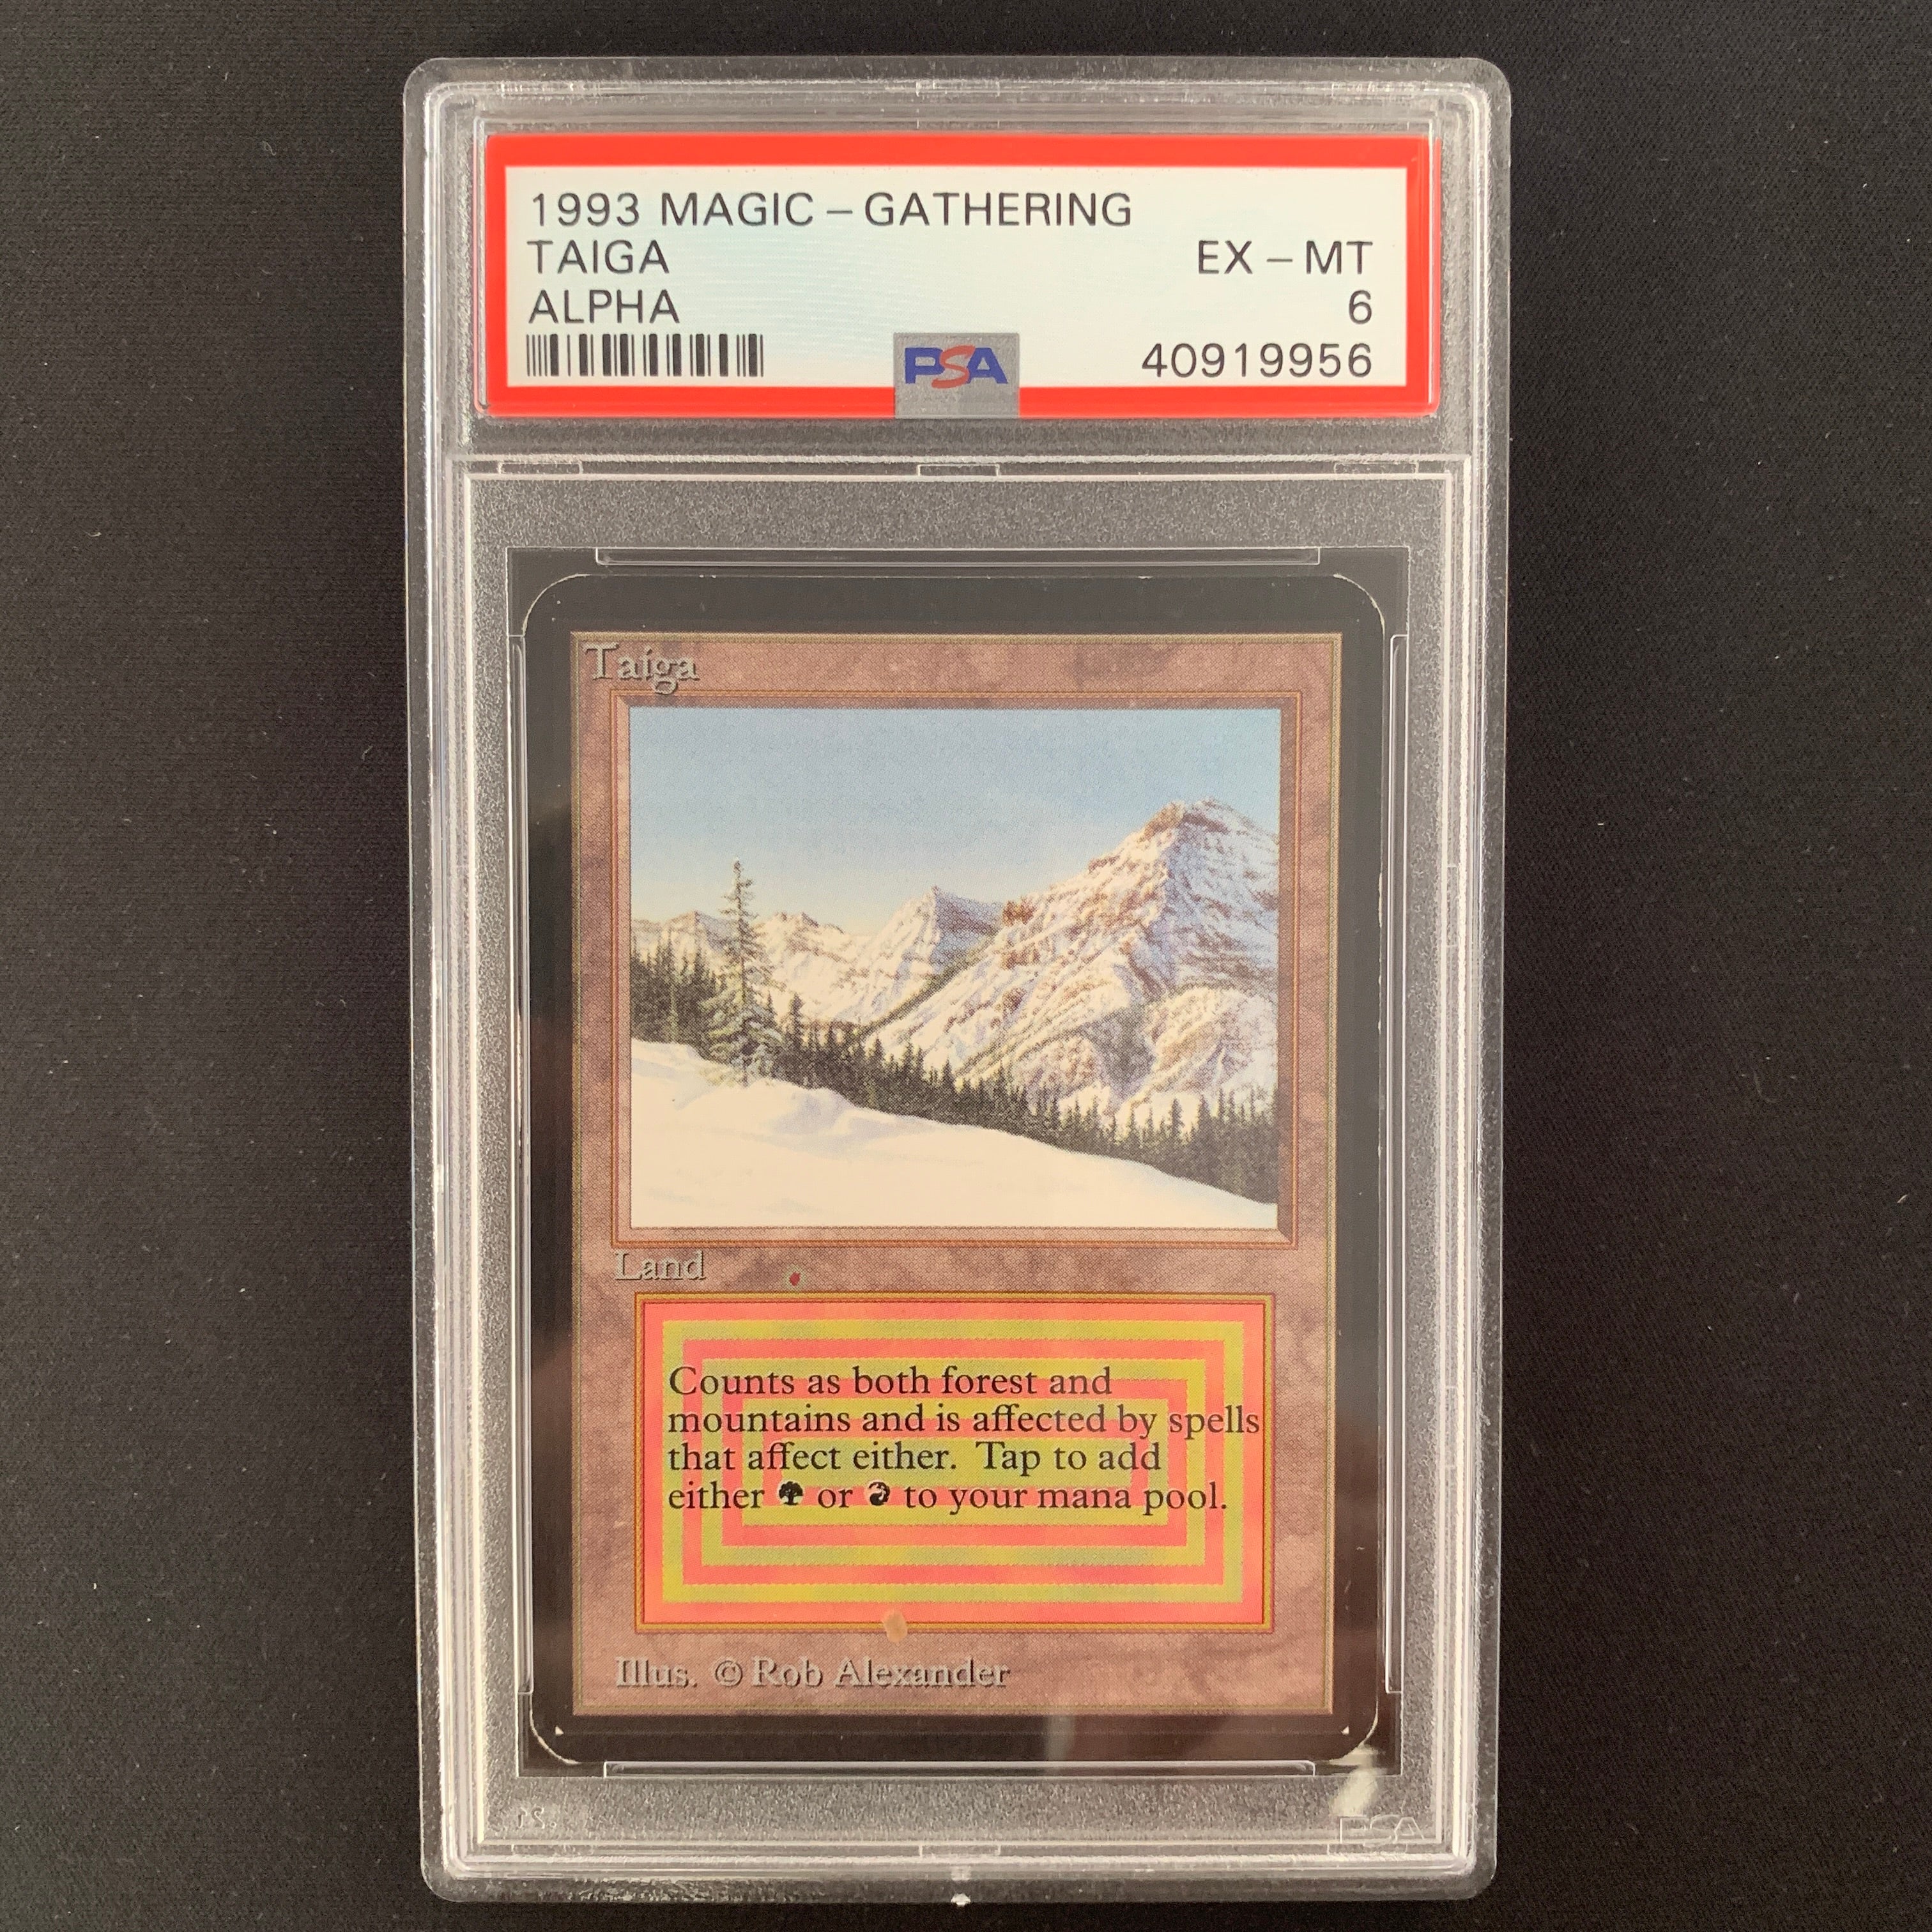 1993 MAGIC – GATHERING
TAIGA EX – MT
ALPHA 6
PSA 40919956
Taiga
Land
Counts as both forest and
mountains and is affected by spells
that affect either. Tap to add
either or to your mana pool.
Illus. © Rob Alexander
PSA